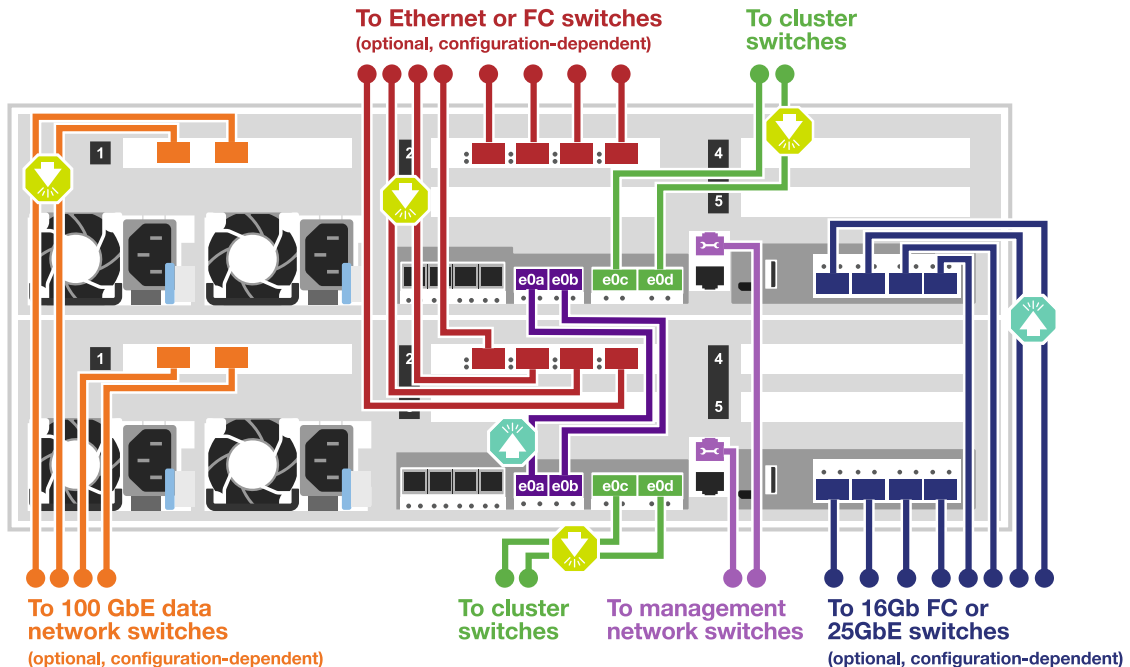 To Ethernet or FC switches
(optional, configuration-dependent)
To cluster
switches
1
2
4
5
e0a e0b e0c e0d
1
2
4
5
e0a e0b e0c e0d
To 100 GbE data
network switches
(optional, configuration-dependent)
To cluster
switches
To management
network switches
To 16Gb FC or
25GbE switches
(optional, configuration-dependent)